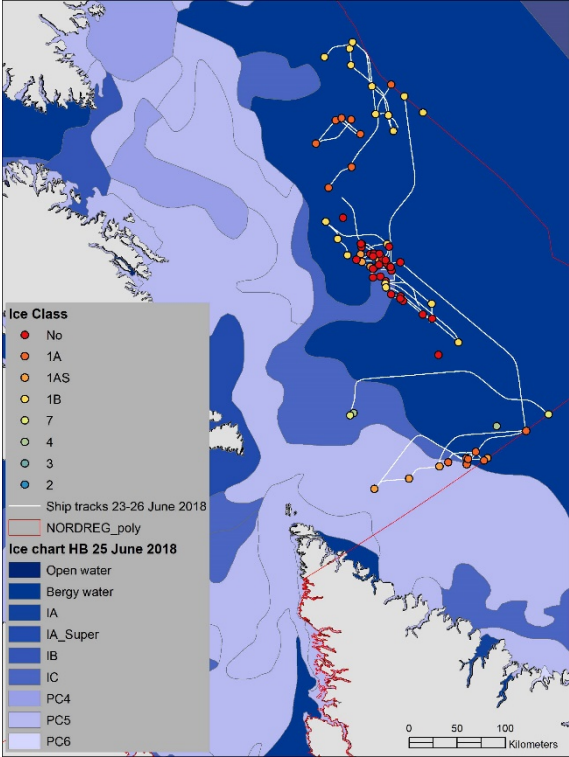 Ice Class
No
1A
1AS
1B
7
4
3
2
Ship tracks 23-26 June 2018
NORDREG_poly
Ice chart HB 25 June 2018
Open water
Bergy water
IA
IA_Super
IB
IC
PC4
PC5
PC6
0 50 100
Kilometers